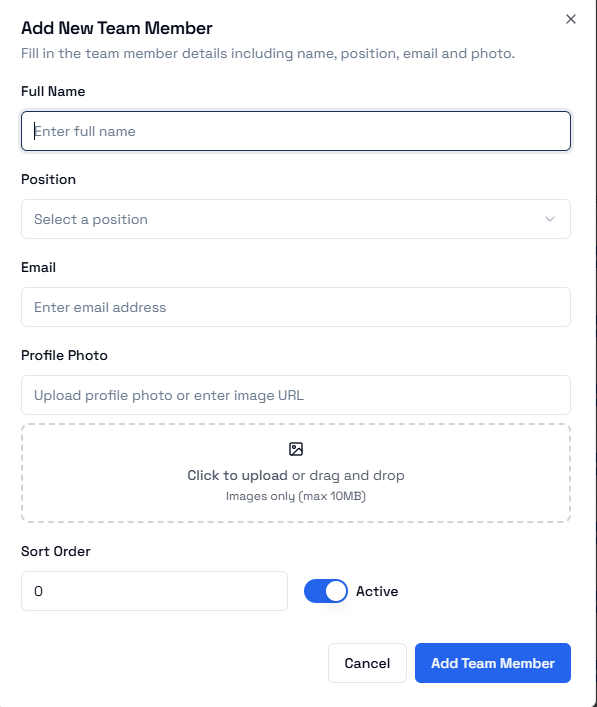 Add New Team Member
Fill in the team member details including name, position, email and photo.
Full Name
Enter full name
Position
Select a position
Email
Enter email address
Profile Photo
Upload profile photo or enter image URL
Click to upload or drag and drop
Images only (max 10MB)
Sort Order
0
Active
Cancel
Add Team Member